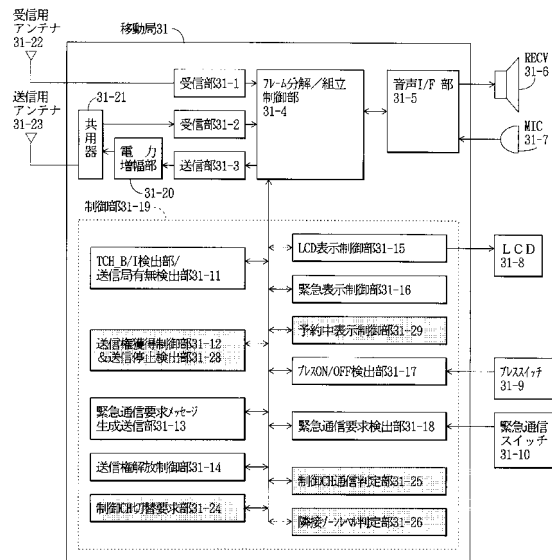 受信用
アンテナ
31-22
送信用
アンテナ
31-23
移動局31
31-21
共用器
受信部31-1
受信部31-2
送信部31-3
電力
増幅部
31-20
フレーム分解/組立
制御部
31-4
音声I/F 部
31-5
RECV
31-6
MIC
31-7
制御部31-19
TCH_B/I検出部/
送信局有無検出部
31-11
送信権獲得制御部31-12
&送信停止検出部
31-28
緊急通信要求メッセージ
生成送信部31-13
送信権解放制御部31-14
制御CH切替要求部31-24
LCD表示制御部31-15
緊急表示制御部31-16
予約中表示制御部31-29
プレスON/OFF検出部31-17
緊急通信要求検出部31-18
制御CH通信判定部31-25
隣接ゾーンレベル判定部31-26
LCD
31-8
プレススイッチ
31-9
緊急通信
スイッチ
31-10